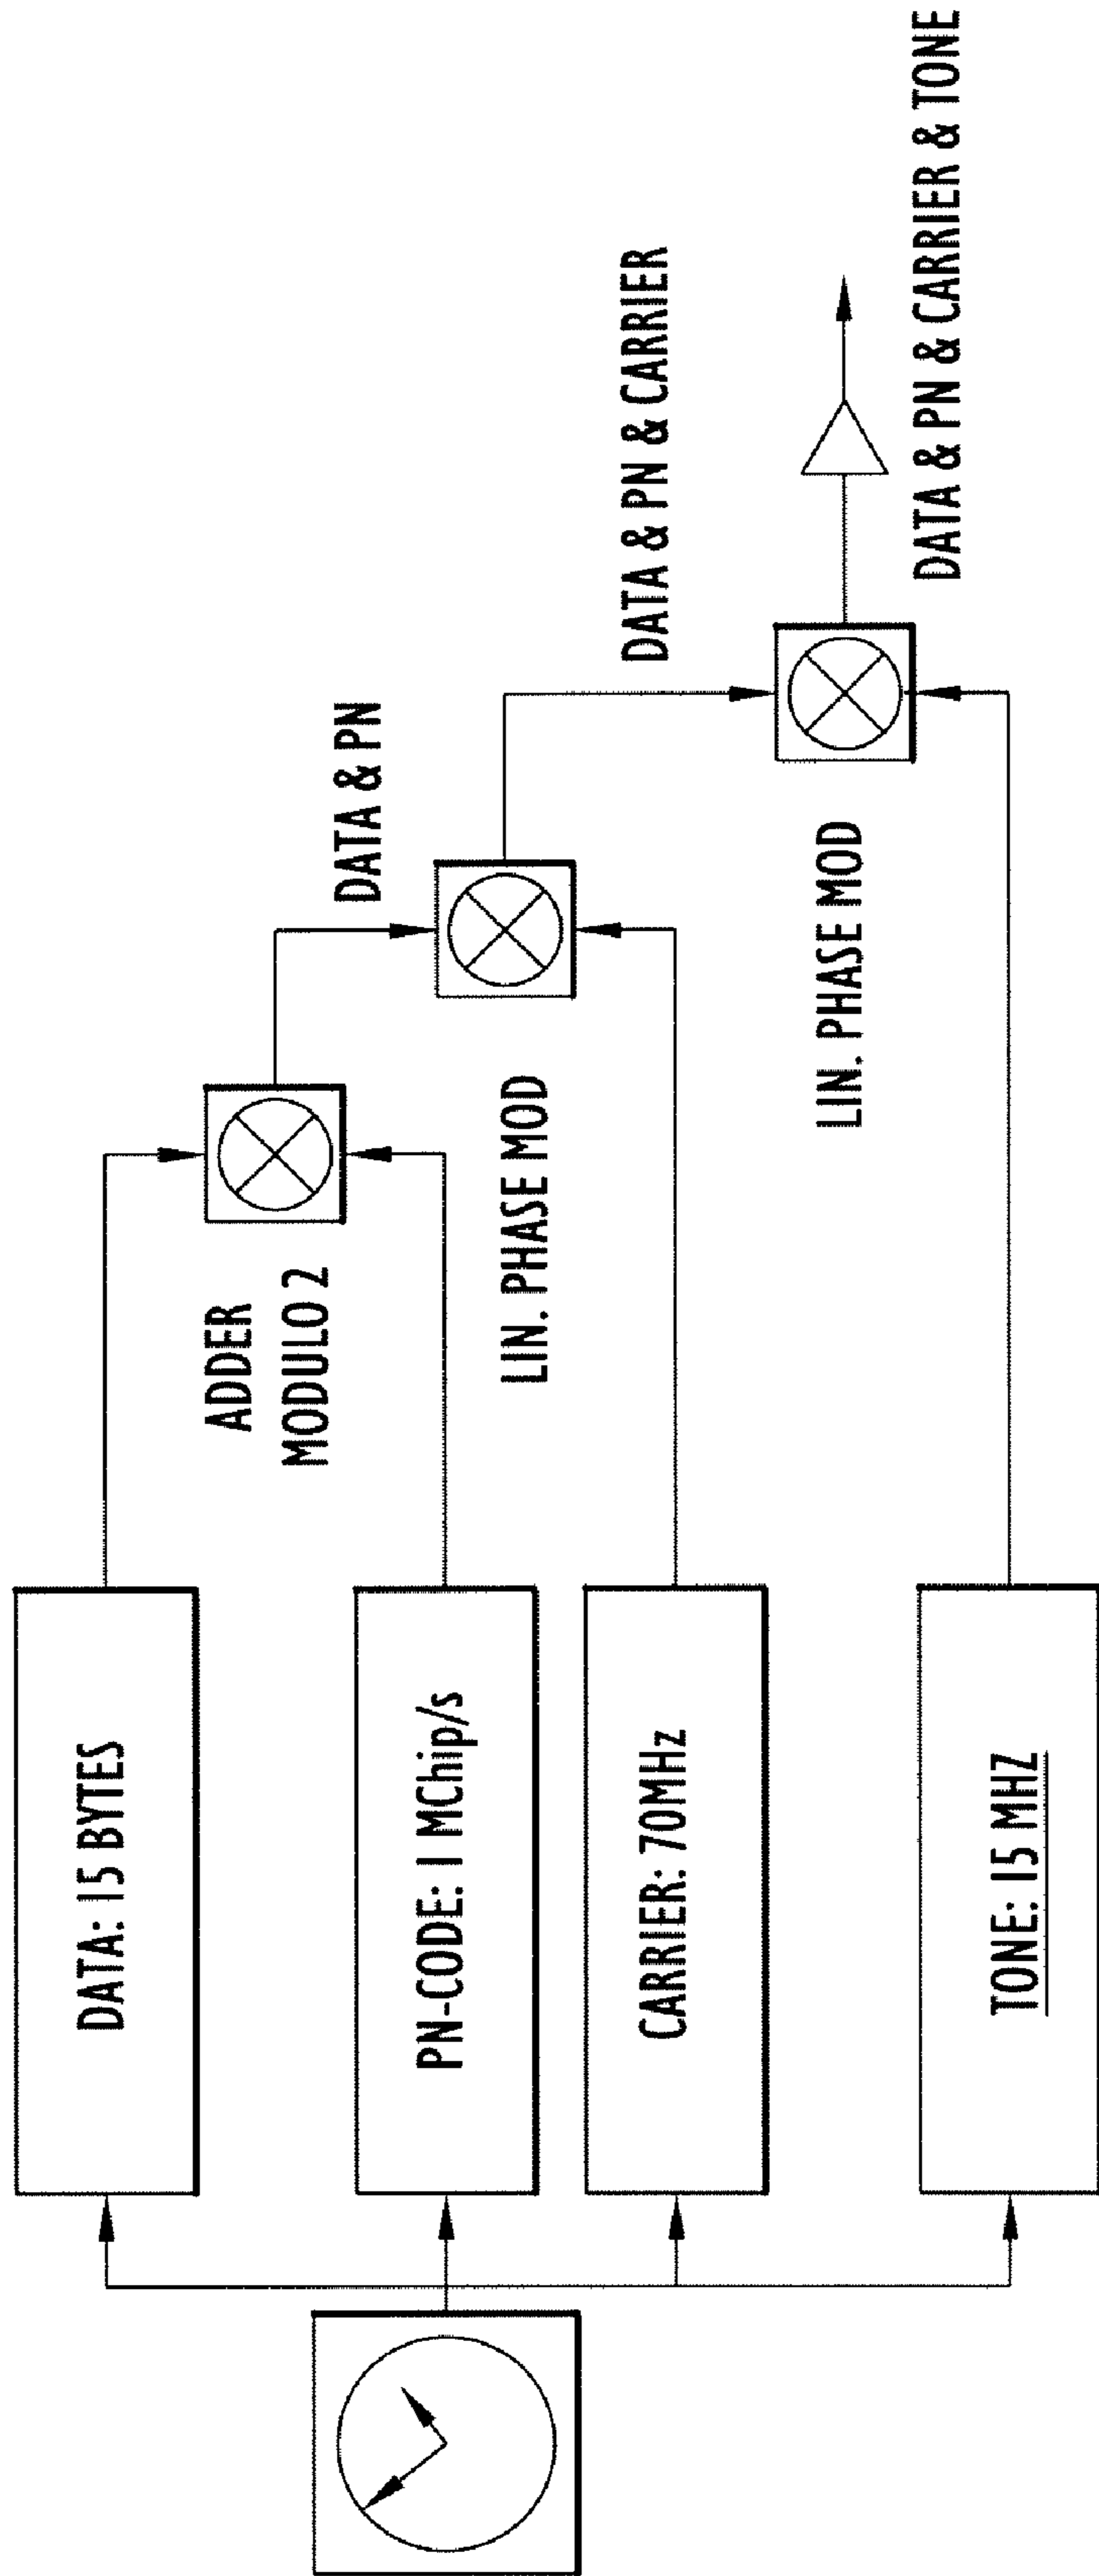 DATA: 15 BYTES
PN-CODE: 1 MChip/s
CARRIER: 70MHz
TONE: 15 MHZ
ADDER
MODULO 2
LIN. PHASE MOD
LIN. PHASE MOD
DATA & PN
DATA & PN & CARRIER
DATA & PN & CARRIER & TONE